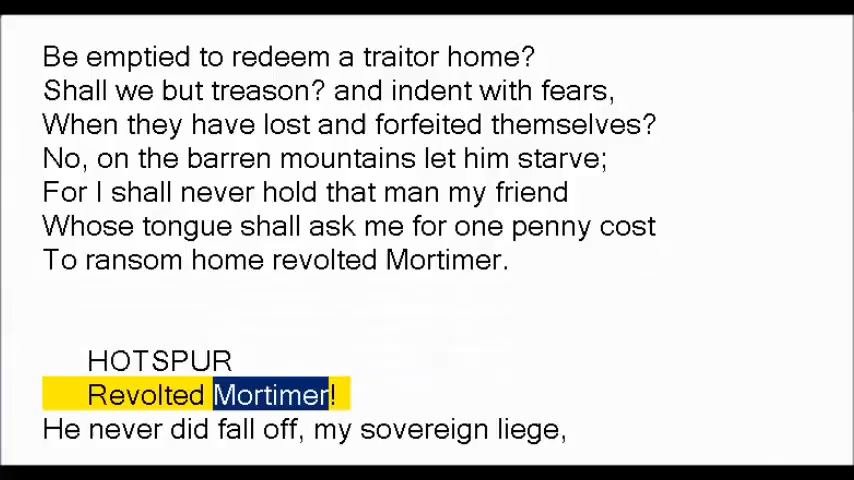 Be emptied to redeem a traitor home?
Shall we but treason? and indent with fears,
When they have lost and forfeited themselves?
No, on the barren mountains let him starve;
For I shall never hold that man my friend
Whose tongue shall ask me for one penny cost
To ransom home revolted Mortimer.
HOTSPUR
Revolted Mortimer!
He never did fall off, my sovereign liege,